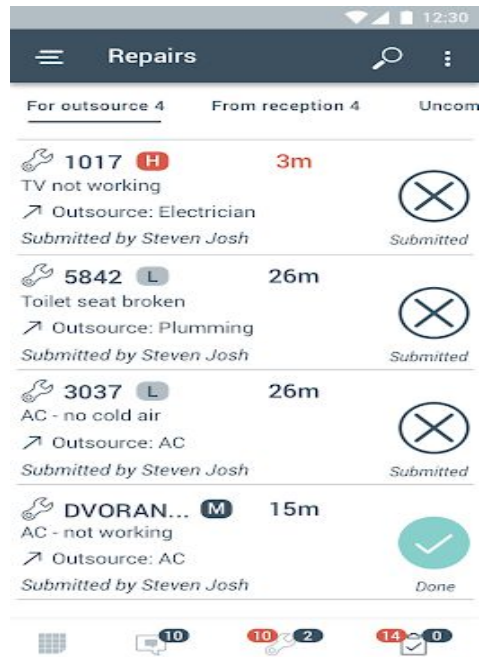 12:30
Repairs
For outsource 4 From reception 4 Uncom
1017 H 3m
TV not working
Outsource: Electrician
Submitted by Steven Josh
Submitted
5842 L 26m
Toilet seat broken
Outsource: Plumming
Submitted by Steven Josh
Submitted
3037 L 26m
AC - no cold air
Outsource: AC
Submitted by Steven Josh
Submitted
DVORAN... M 15m
AC - not working
Outsource: AC
Submitted by Steven Josh
Done
10 10 2 14 0